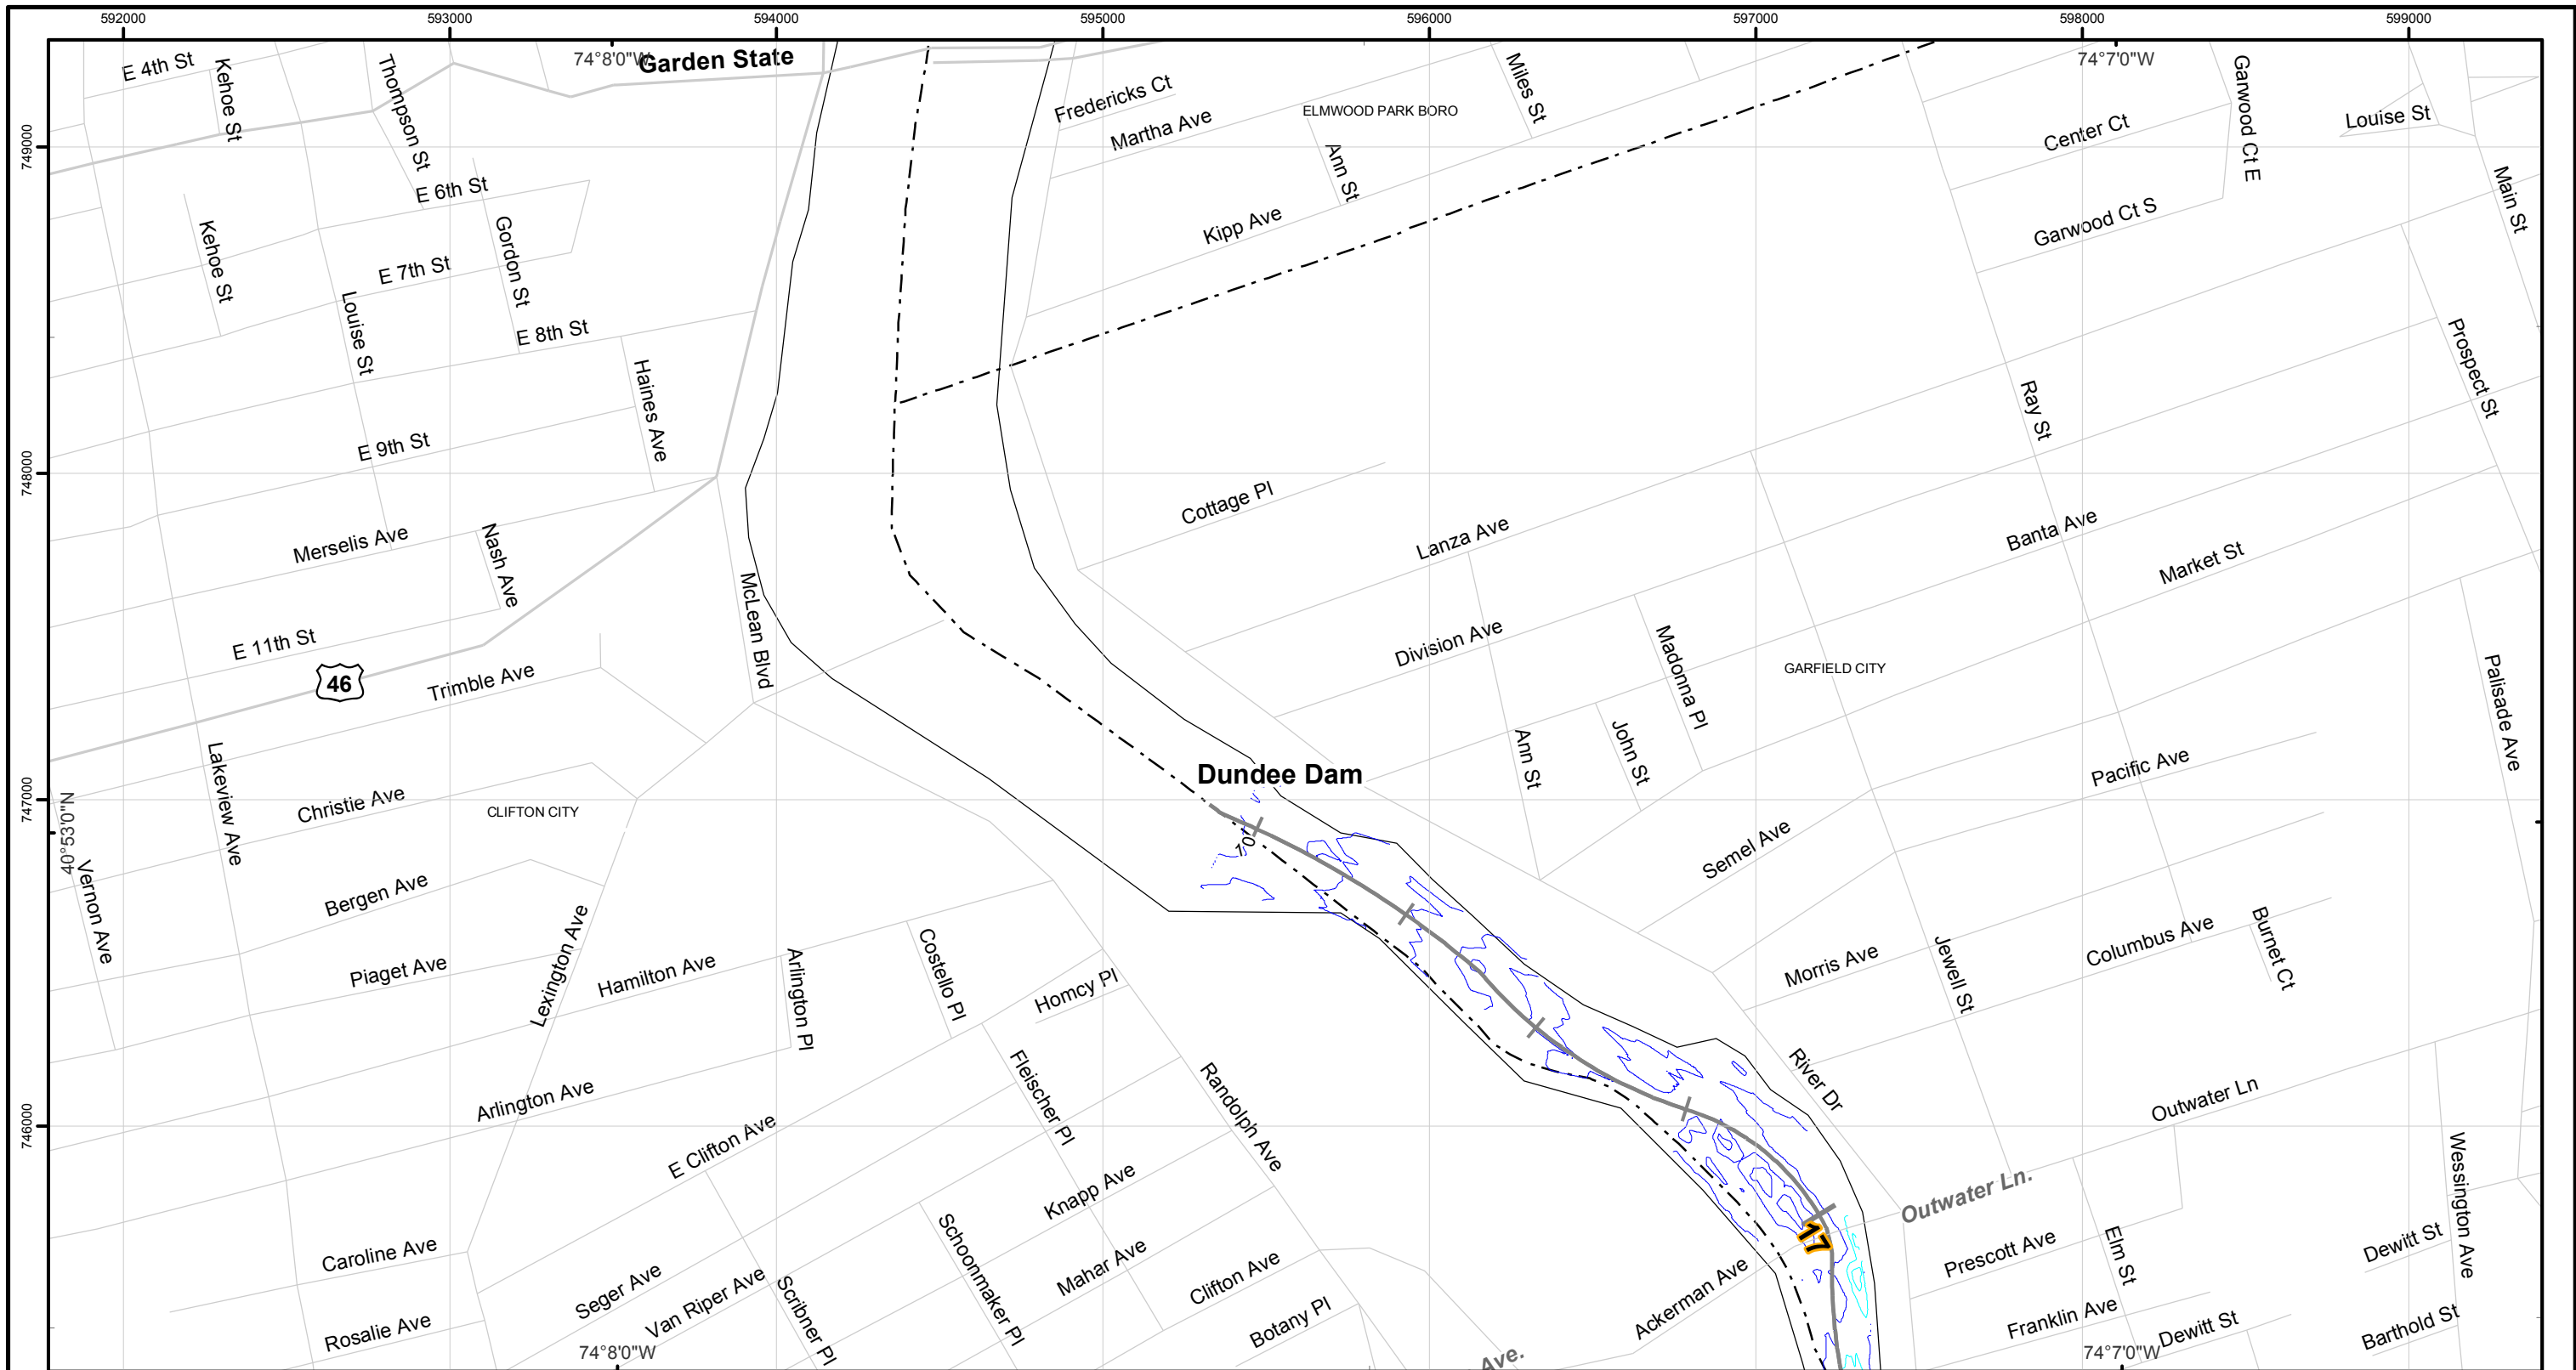 592000
593000
594000
595000
596000
597000
598000
599000
749000
748000
747000
746000
40°53'0"N
74°8'0"W
Garden State
74°7'0"W
E 4th St
Kehoe St
Thompson St
Fredericks Ct
Martha Ave
ELMWOOD PARK BORO
Miles St
Ann St
Center Ct
Garwood Ct E
Louise St
Main St
E 6th St
Kehoe St
Gordon St
E 7th St
Kipp Ave
Garwood Ct S
Louise St
E 8th St
Haines Ave
E 9th St
Ray St
Prospect St
Cottage Pl
Lanza Ave
Banta Ave
Market St
Merselis Ave
Nash Ave
McLean Blvd
E 11th St
46
Trimble Ave
Division Ave
Madonna Pl
GARFIELD CITY
Palisade Ave
Lakeview Ave
Ann St
John St
Pacific Ave
Dundee Dam
Christie Ave
CLIFTON CITY
10
Semel Ave
Vernon Ave
Bergen Ave
Lexington Ave
Piaget Ave
Hamilton Ave
Arlington Pl
Costello Pl
Homcy Pl
Morris Ave
Jewell St
Columbus Ave
Burnet Ct
Arlington Ave
Fleischer Pl
Randolph Ave
River Dr
Outwater Ln
E Clifton Ave
Knapp Ave
Outwater Ln.
Wessington Ave
17
Caroline Ave
Seger Ave
Van Riper Ave
Scribner Pl
Schoonmaker Pl
Mahar Ave
Clifton Ave
Botany Pl
Ackerman Ave
Prescott Ave
Elm St
Dewitt St
Rosalie Ave
Franklin Ave
Dewitt St
Barthold St
74°8'0"W
Ave.
74°7'0"W